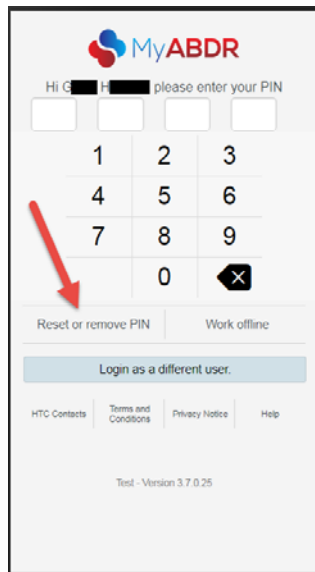 MyABDR
Hi G H please enter your PIN
1 2 3
4 5 6
7 8 9
0
Reset or remove PIN Work offline
Login as a different user.
HTC Contacts Terms and Conditions Privacy Notice Help
Test - Version 3.7.0.25